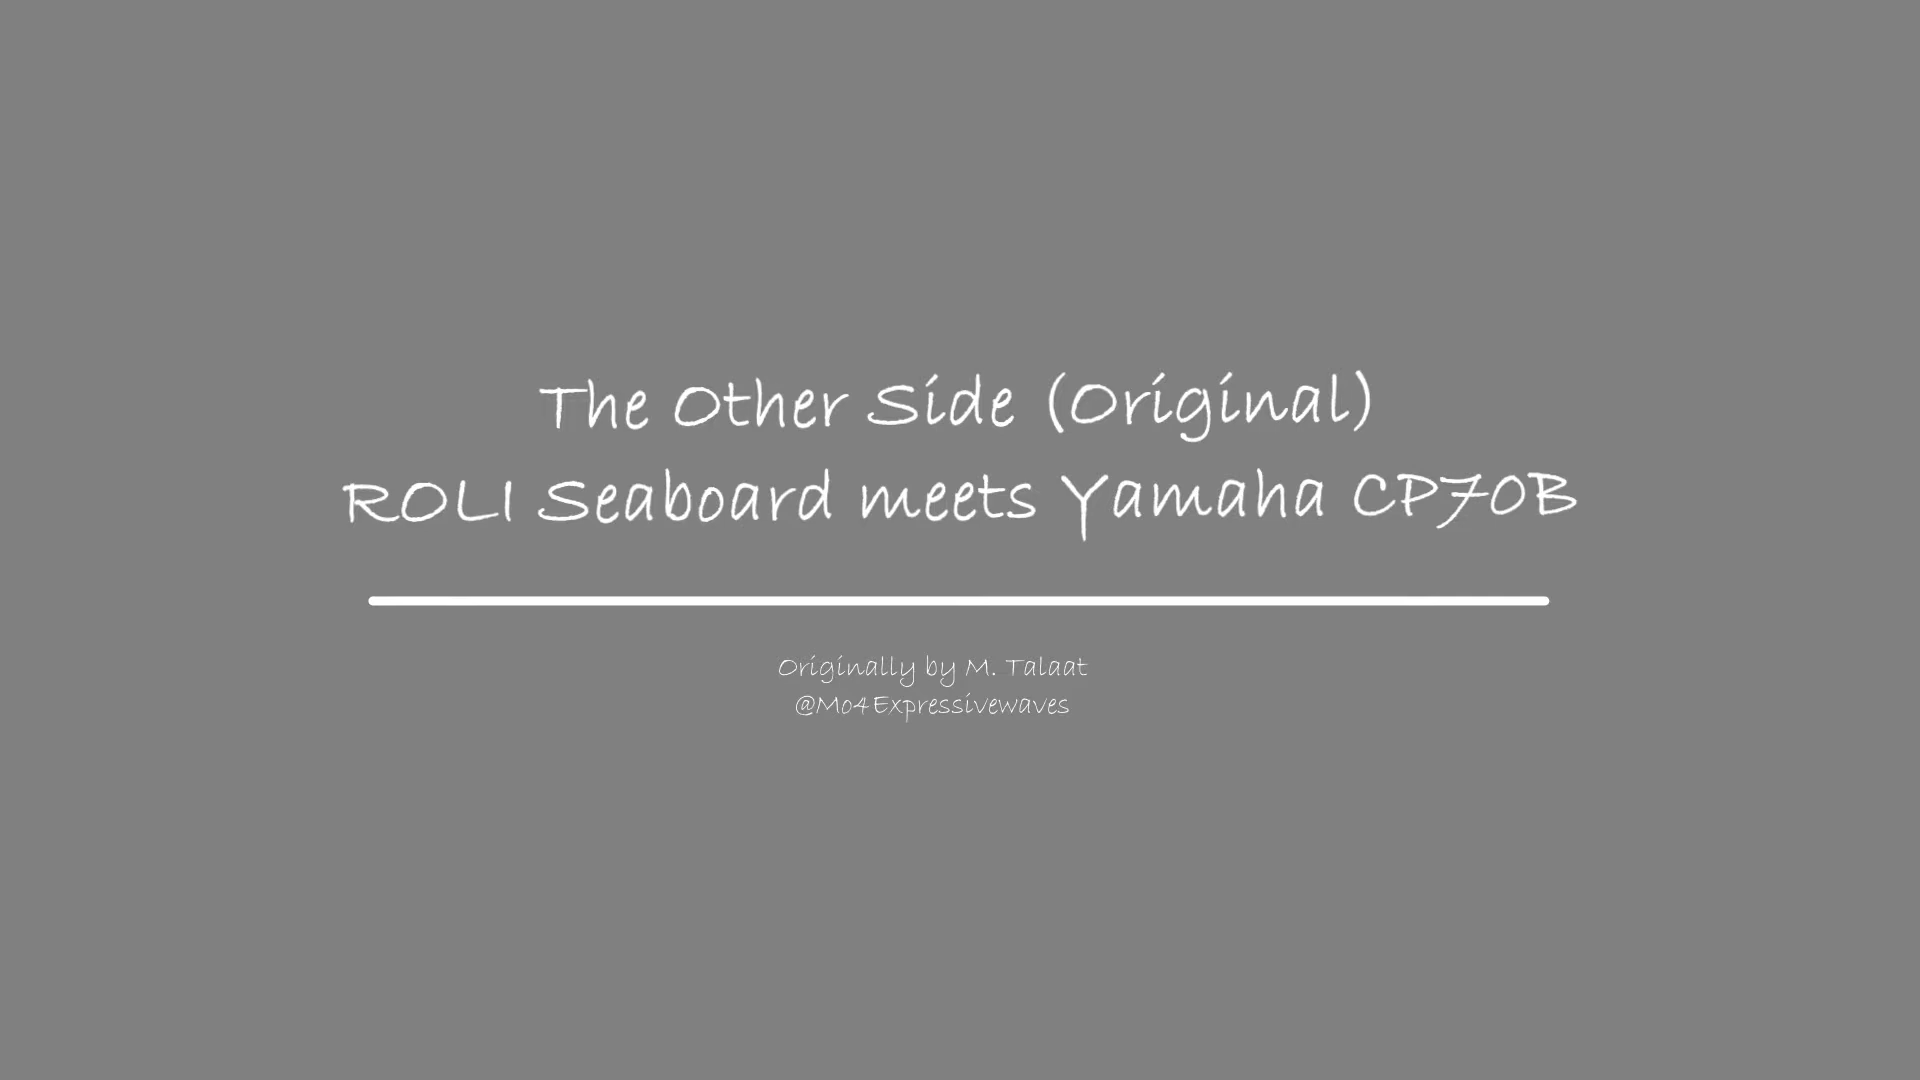 The Other Side (Original)
ROLI Seaboard meets Yamaha CP70B
Originally by M. Talaat
@Mo4Expressivewaves